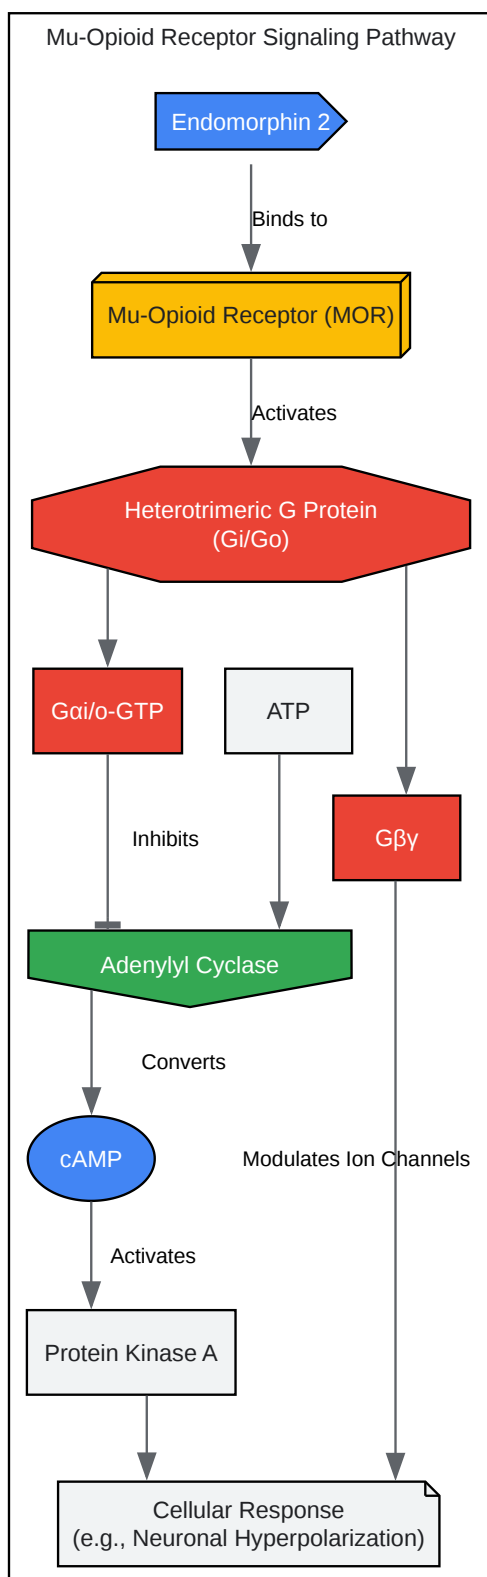 Mu-Opioid Receptor Signaling Pathway
Endomorphin 2
Binds to
Mu-Opioid Receptor (MOR)
Activates
Heterotrimeric G Protein
(Gi/Go)
Gαi/o-GTP
ATP
Inhibits
Gβγ
Adenylyl Cyclase
Converts
cAMP
Modulates Ion Channels
Activates
Protein Kinase A
Cellular Response
(e.g., Neuronal Hyperpolarization)